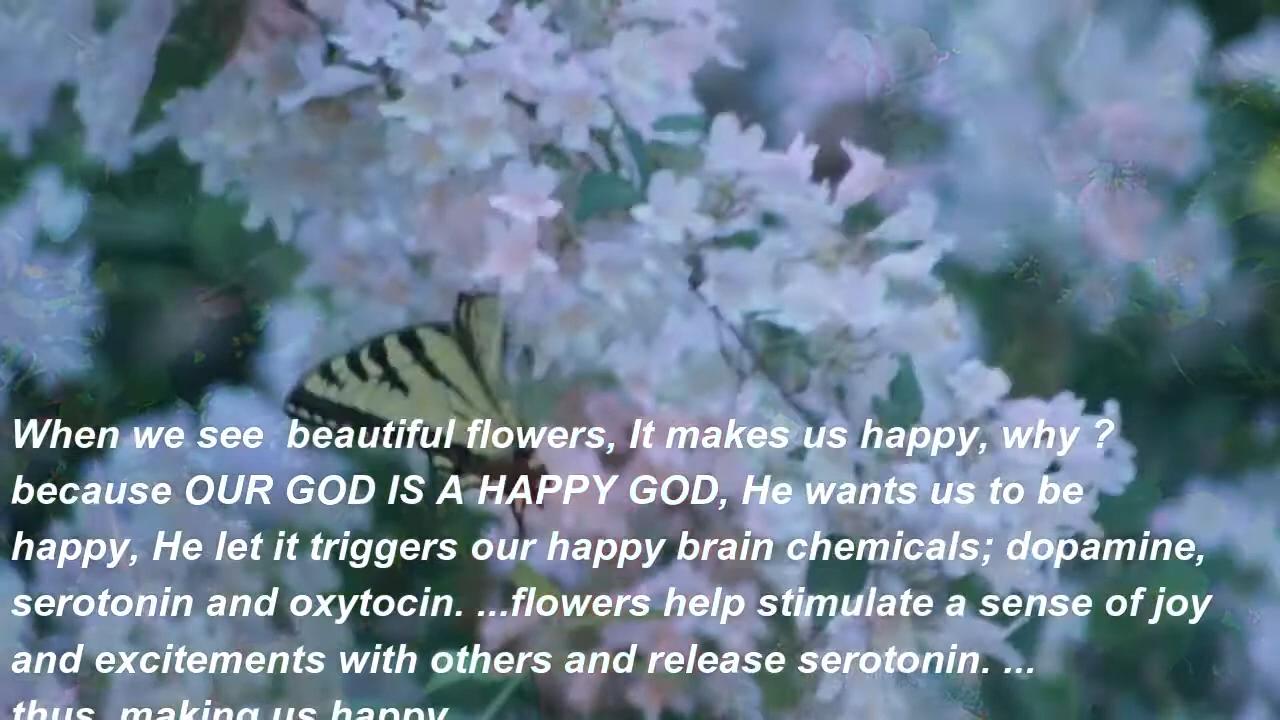 When we see  beautiful flowers, It makes us happy, why ?
because OUR GOD IS A HAPPY GOD, He wants us to be
happy, He let it triggers our happy brain chemicals; dopamine,
serotonin and oxytocin. ...flowers help stimulate a sense of joy
and excitements with others and release serotonin. ...
thus, making us happy